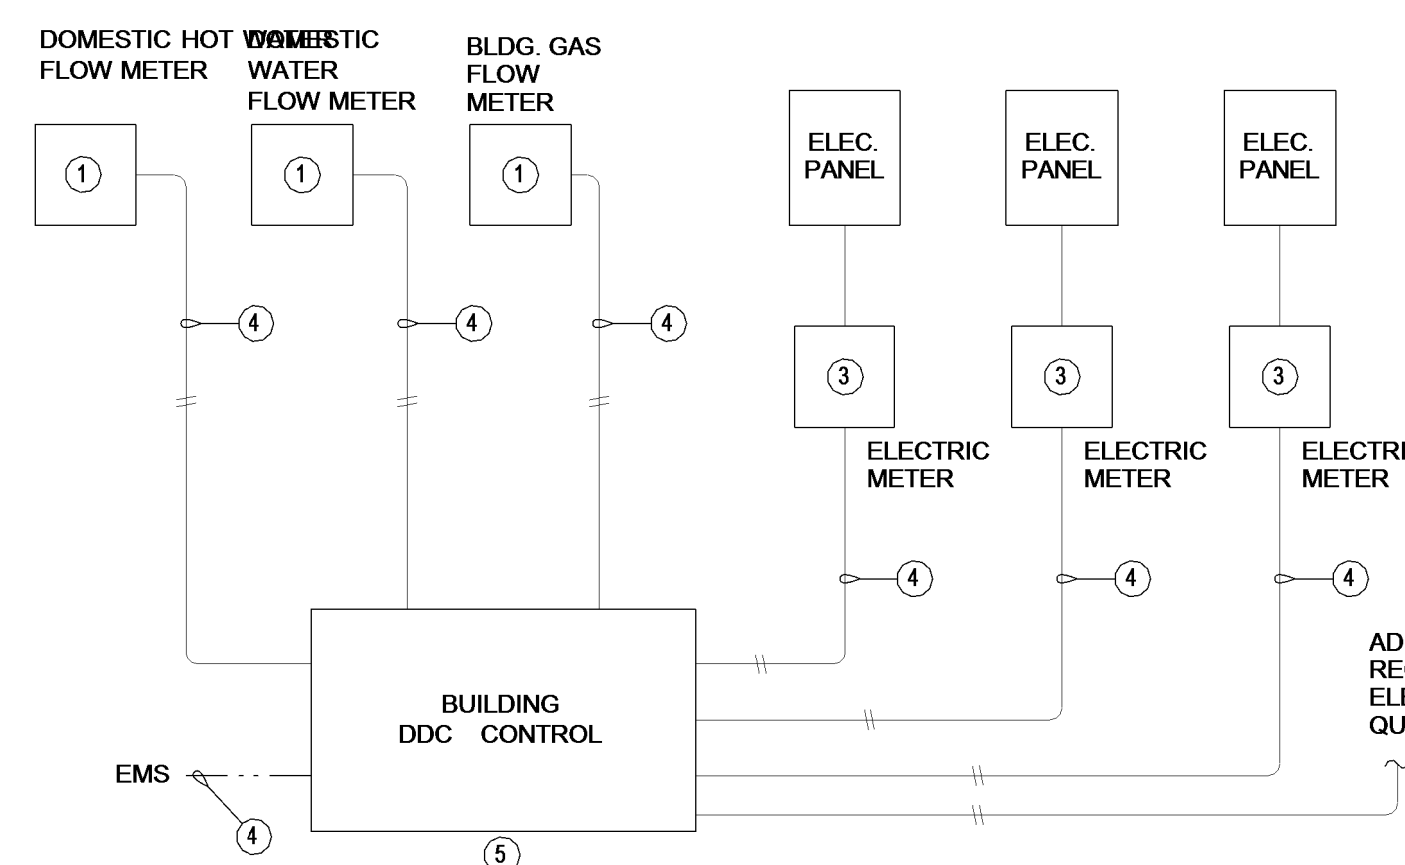 DOMESTIC HOT WATER
FLOW METER
DOMESTIC
WATER
FLOW METER
BLDG. GAS
FLOW
METER
1
1
1
ELEC.
PANEL
ELEC.
PANEL
ELEC.
PANEL
4
4
4
3
3
3
ELECTRIC
METER
ELECTRIC
METER
ELECTRI
METER
4
4
4
BUILDING
DDC CONTROL
EMS
4
5